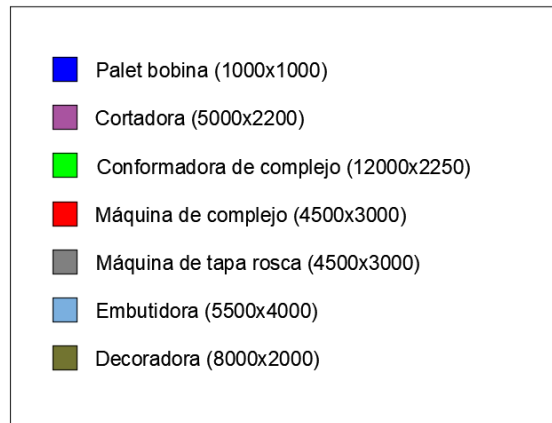 Palet bobina (1000x1000)
Cortadora (5000x2200)
Conformadora de complejo (12000x2250)
Máquina de complejo (4500x3000)
Máquina de tapa rosca (4500x3000)
Embutidora (5500x4000)
Decoradora (8000x2000)